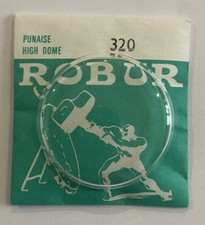 PUNAISE
HIGH DOME
320
ROBUR